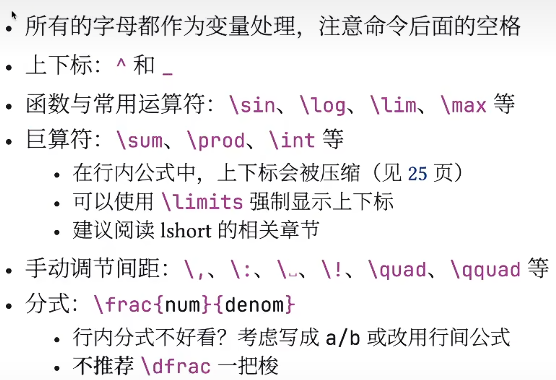 • 所有的字母都作为变量处理，注意命令后面的空格
• 上下标：^ 和 _
• 函数与常用运算符：\sin、\log、\lim、\max 等
• 巨算符：\sum、\prod、\int 等
• 在行内公式中，上下标会被压缩（见 25 页）
• 可以使用 \limits 强制显示上下标
• 建议阅读 lshort 的相关章节
• 手动调节间距：\,、\:、\␣、\!、\quad、\qquad 等
• 分式：\frac{num}{denom}
• 行内分式不好看？考虑写成 a/b 或改用行间公式
• 不推荐 \dfrac 一把梭